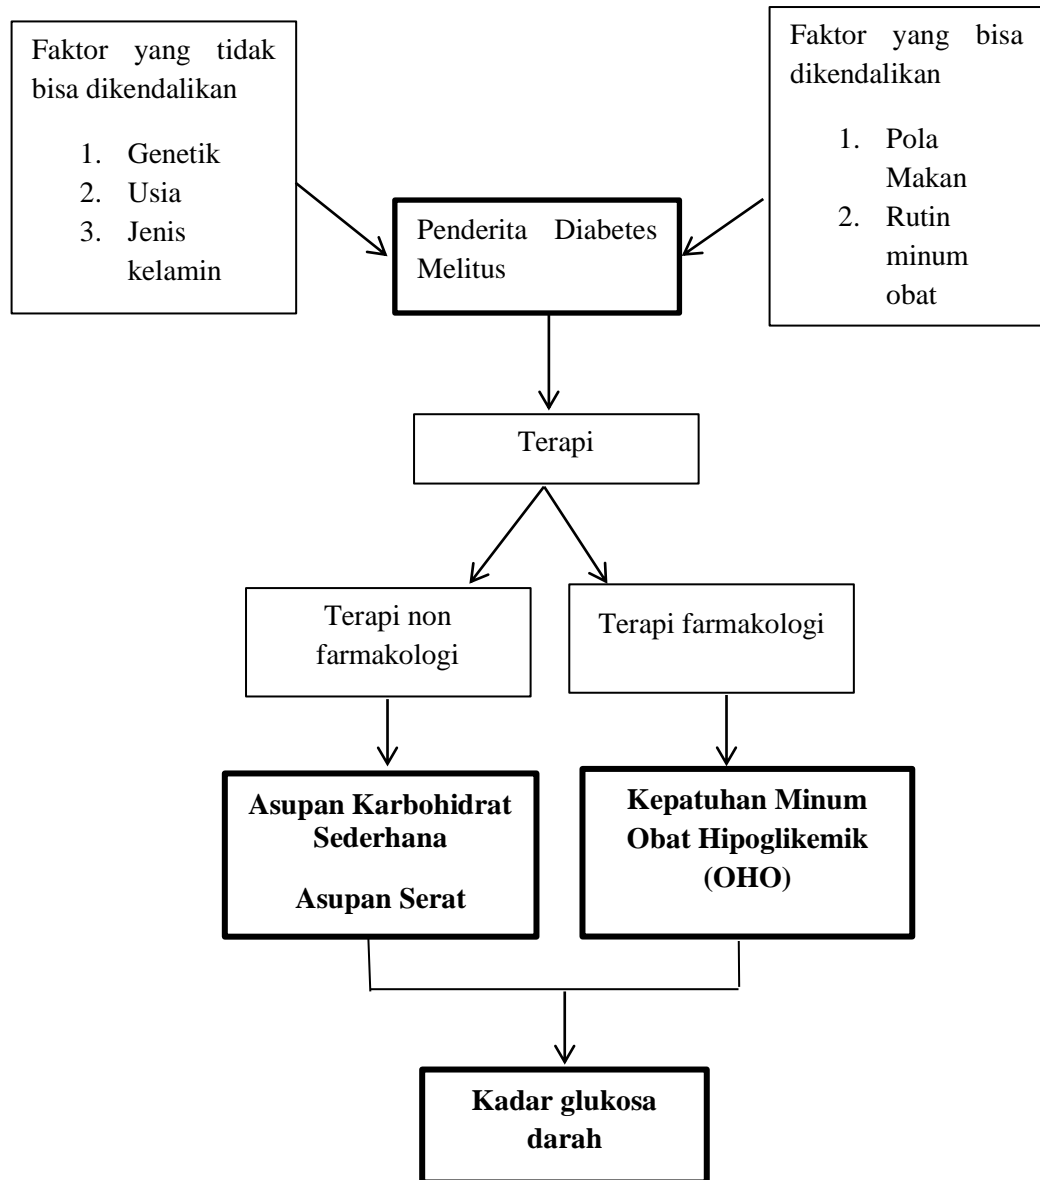 Faktor yang tidak
bisa dikendalikan
1. Genetik
2. Usia
3. Jenis
kelamin
Faktor yang bisa
dikendalikan
1. Pola
Makan
2. Rutin
minum
obat
Penderita Diabetes
Melitus
Terapi
Terapi non
farmakologi
Terapi farmakologi
Asupan Karbohidrat
Sederhana
Asupan Serat
Kepatuhan Minum
Obat Hipoglikemik
(OHO)
Kadar glukosa
darah